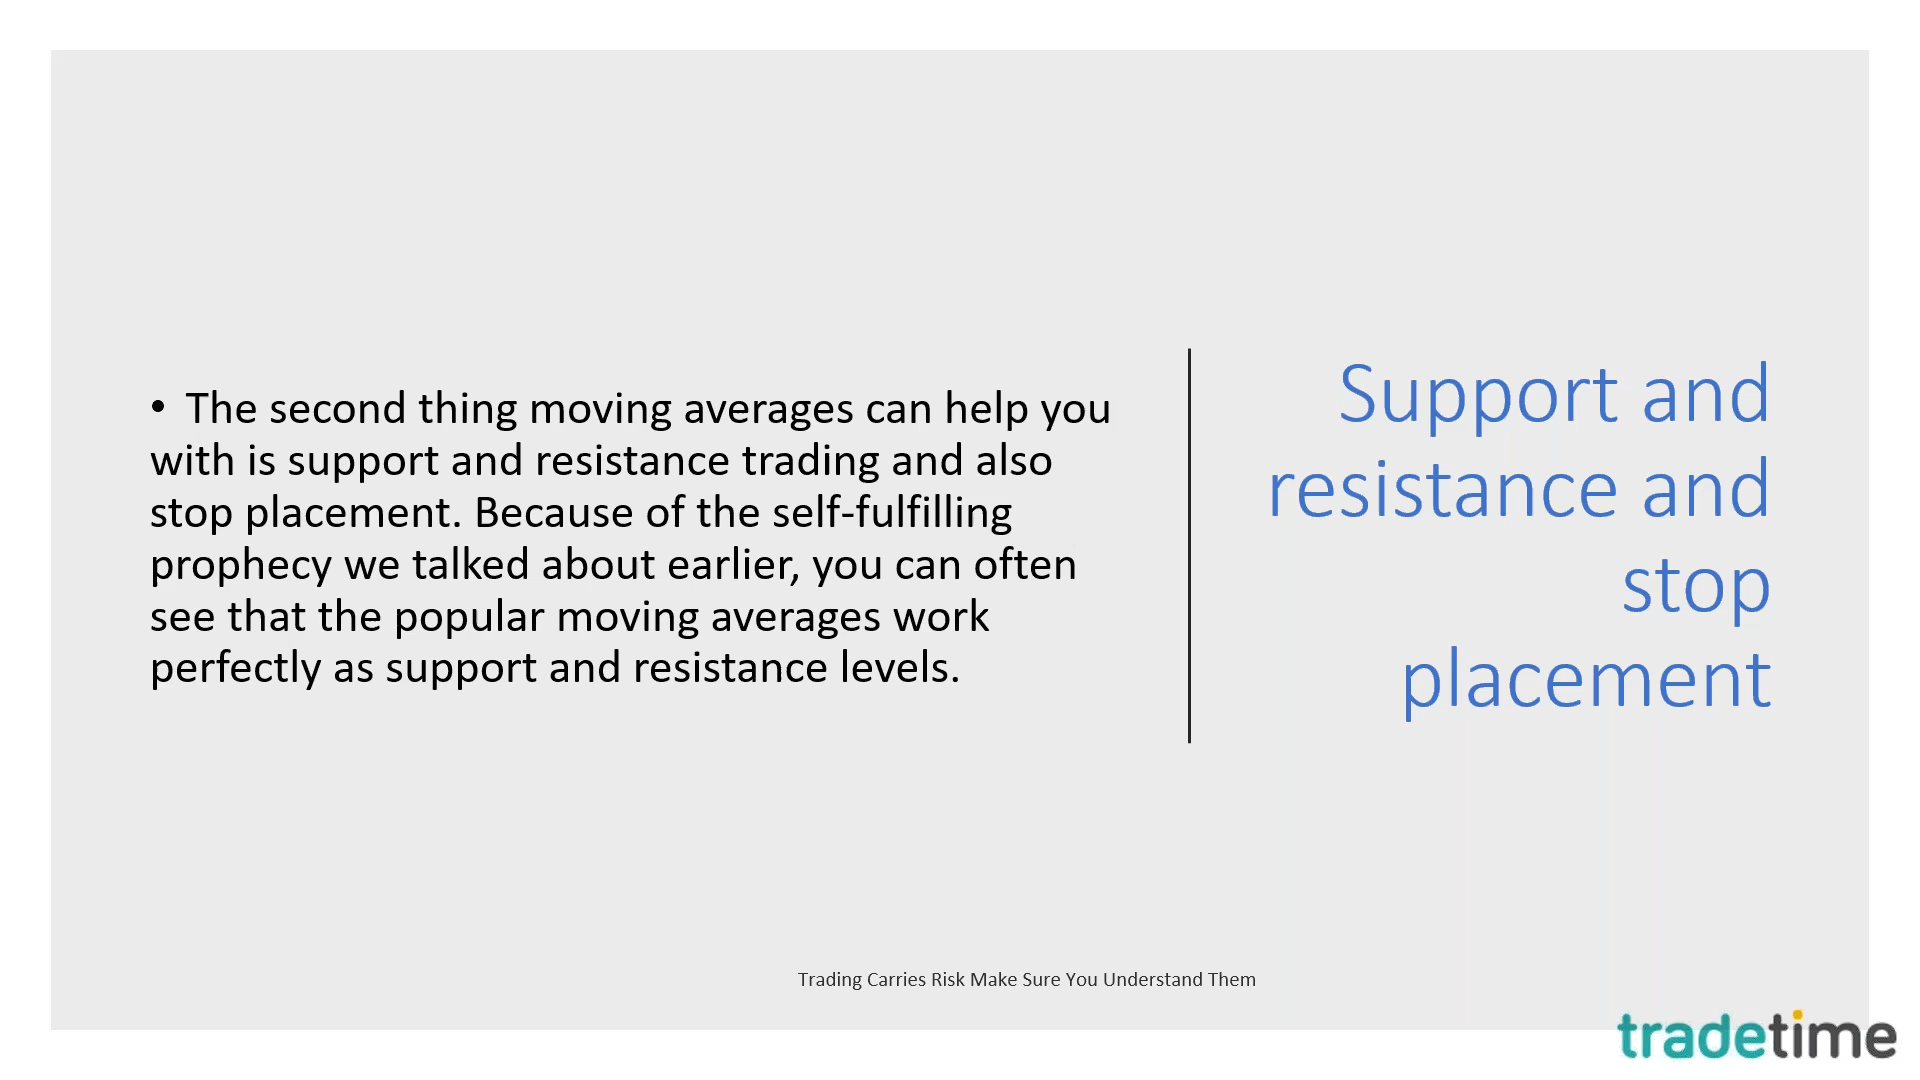 • The second thing moving averages can help you
with is support and resistance trading and also
stop placement. Because of the self-fulfilling
prophecy we talked about earlier, you can often
see that the popular moving averages work
perfectly as support and resistance levels.
Support and
resistance and
stop
placement
Trading Carries Risk Make Sure You Understand Them
tradetime